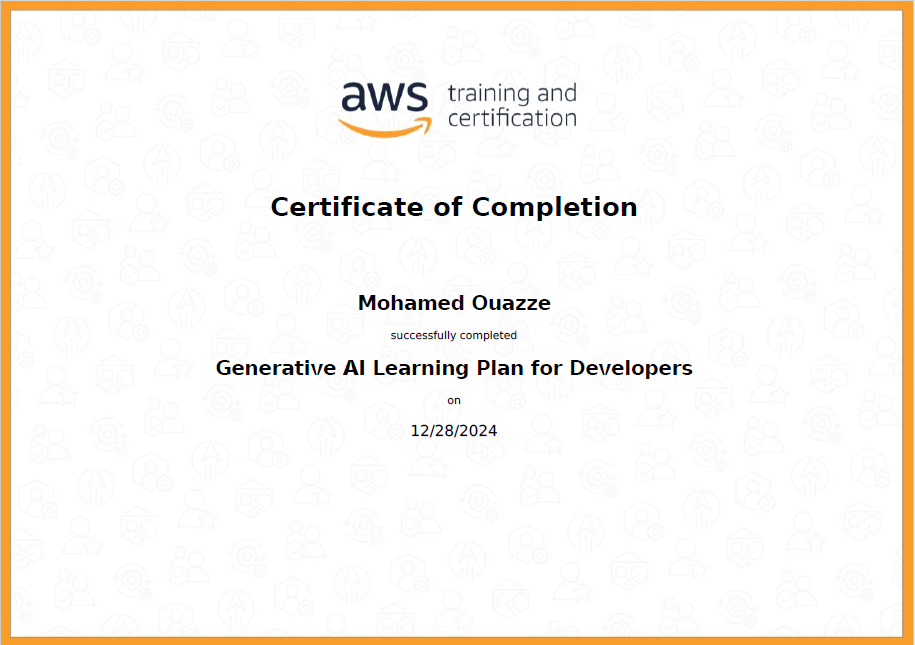 aws training and
certification
Certificate of Completion
Mohamed Ouazze
successfully completed
Generative AI Learning Plan for Developers
on
12/28/2024